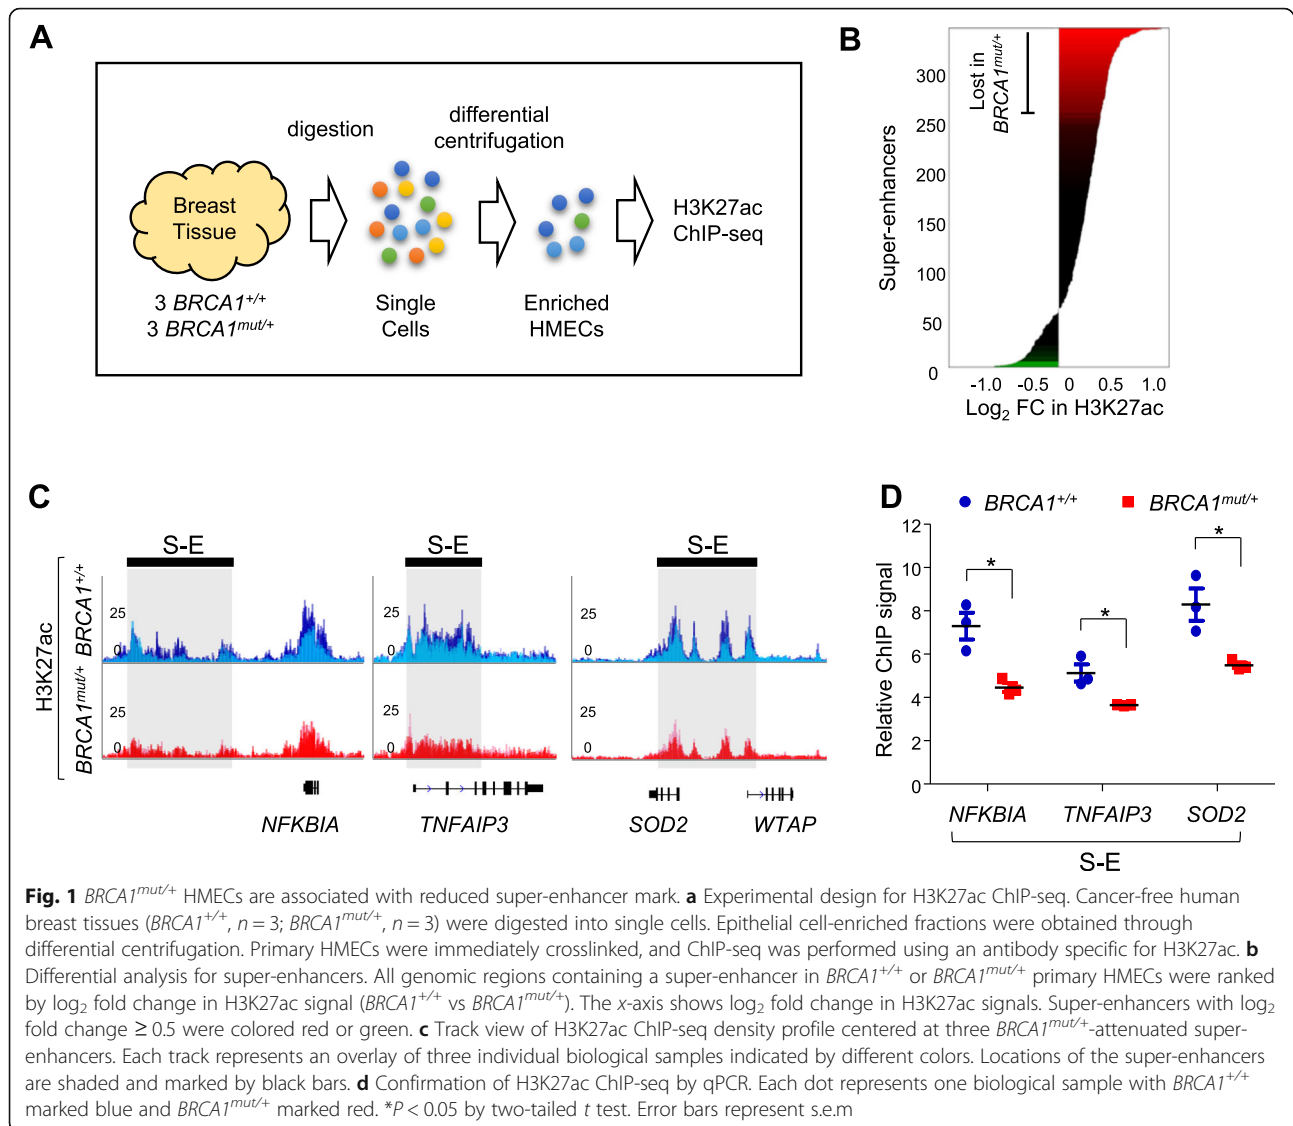 A
digestion
differential
centrifugation
Breast
Tissue
H3K27ac
ChIP-seq
3 BRCA1+/+
3 BRCA1mut/+
Single
Cells
Enriched
HMECs
B
Lost in
BRCA1mut/+
Super-enhancers
300
250
200
150
100
50
0
-1.0 -0.5 0 0.5 1.0
Log2 FC in H3K27ac
C
S-E S-E S-E
H3K27ac
BRCA1+/+
25 25 25
0 0 0
BRCA1mut/+
25 25 25
0 0 0
NFKBIA TNFAIP3 SOD2 WTAP
D
BRCA1+/+ BRCA1mut/+
Relative ChIP signal
12
10
8
6
4
2
0
* * *
NFKBIA TNFAIP3 SOD2
S-E
Fig. 1 BRCA1mut/+ HMECs are associated with reduced super-enhancer mark. a Experimental design for H3K27ac ChIP-seq. Cancer-free human
breast tissues (BRCA1+/+, n = 3; BRCA1mut/+, n = 3) were digested into single cells. Epithelial cell-enriched fractions were obtained through
differential centrifugation. Primary HMECs were immediately crosslinked, and ChIP-seq was performed using an antibody specific for H3K27ac. b
Differential analysis for super-enhancers. All genomic regions containing a super-enhancer in BRCA1+/+ or BRCA1mut/+ primary HMECs were ranked
by log2 fold change in H3K27ac signal (BRCA1+/+ vs BRCA1mut/+). The x-axis shows log2 fold change in H3K27ac signals. Super-enhancers with log2
fold change ≥ 0.5 were colored red or green. c Track view of H3K27ac ChIP-seq density profile centered at three BRCA1mut/+-attenuated super-
enhancers. Each track represents an overlay of three individual biological samples indicated by different colors. Locations of the super-enhancers
are shaded and marked by black bars. d Confirmation of H3K27ac ChIP-seq by qPCR. Each dot represents one biological sample with BRCA1+/+
marked blue and BRCA1mut/+ marked red. *P < 0.05 by two-tailed t test. Error bars represent s.e.m